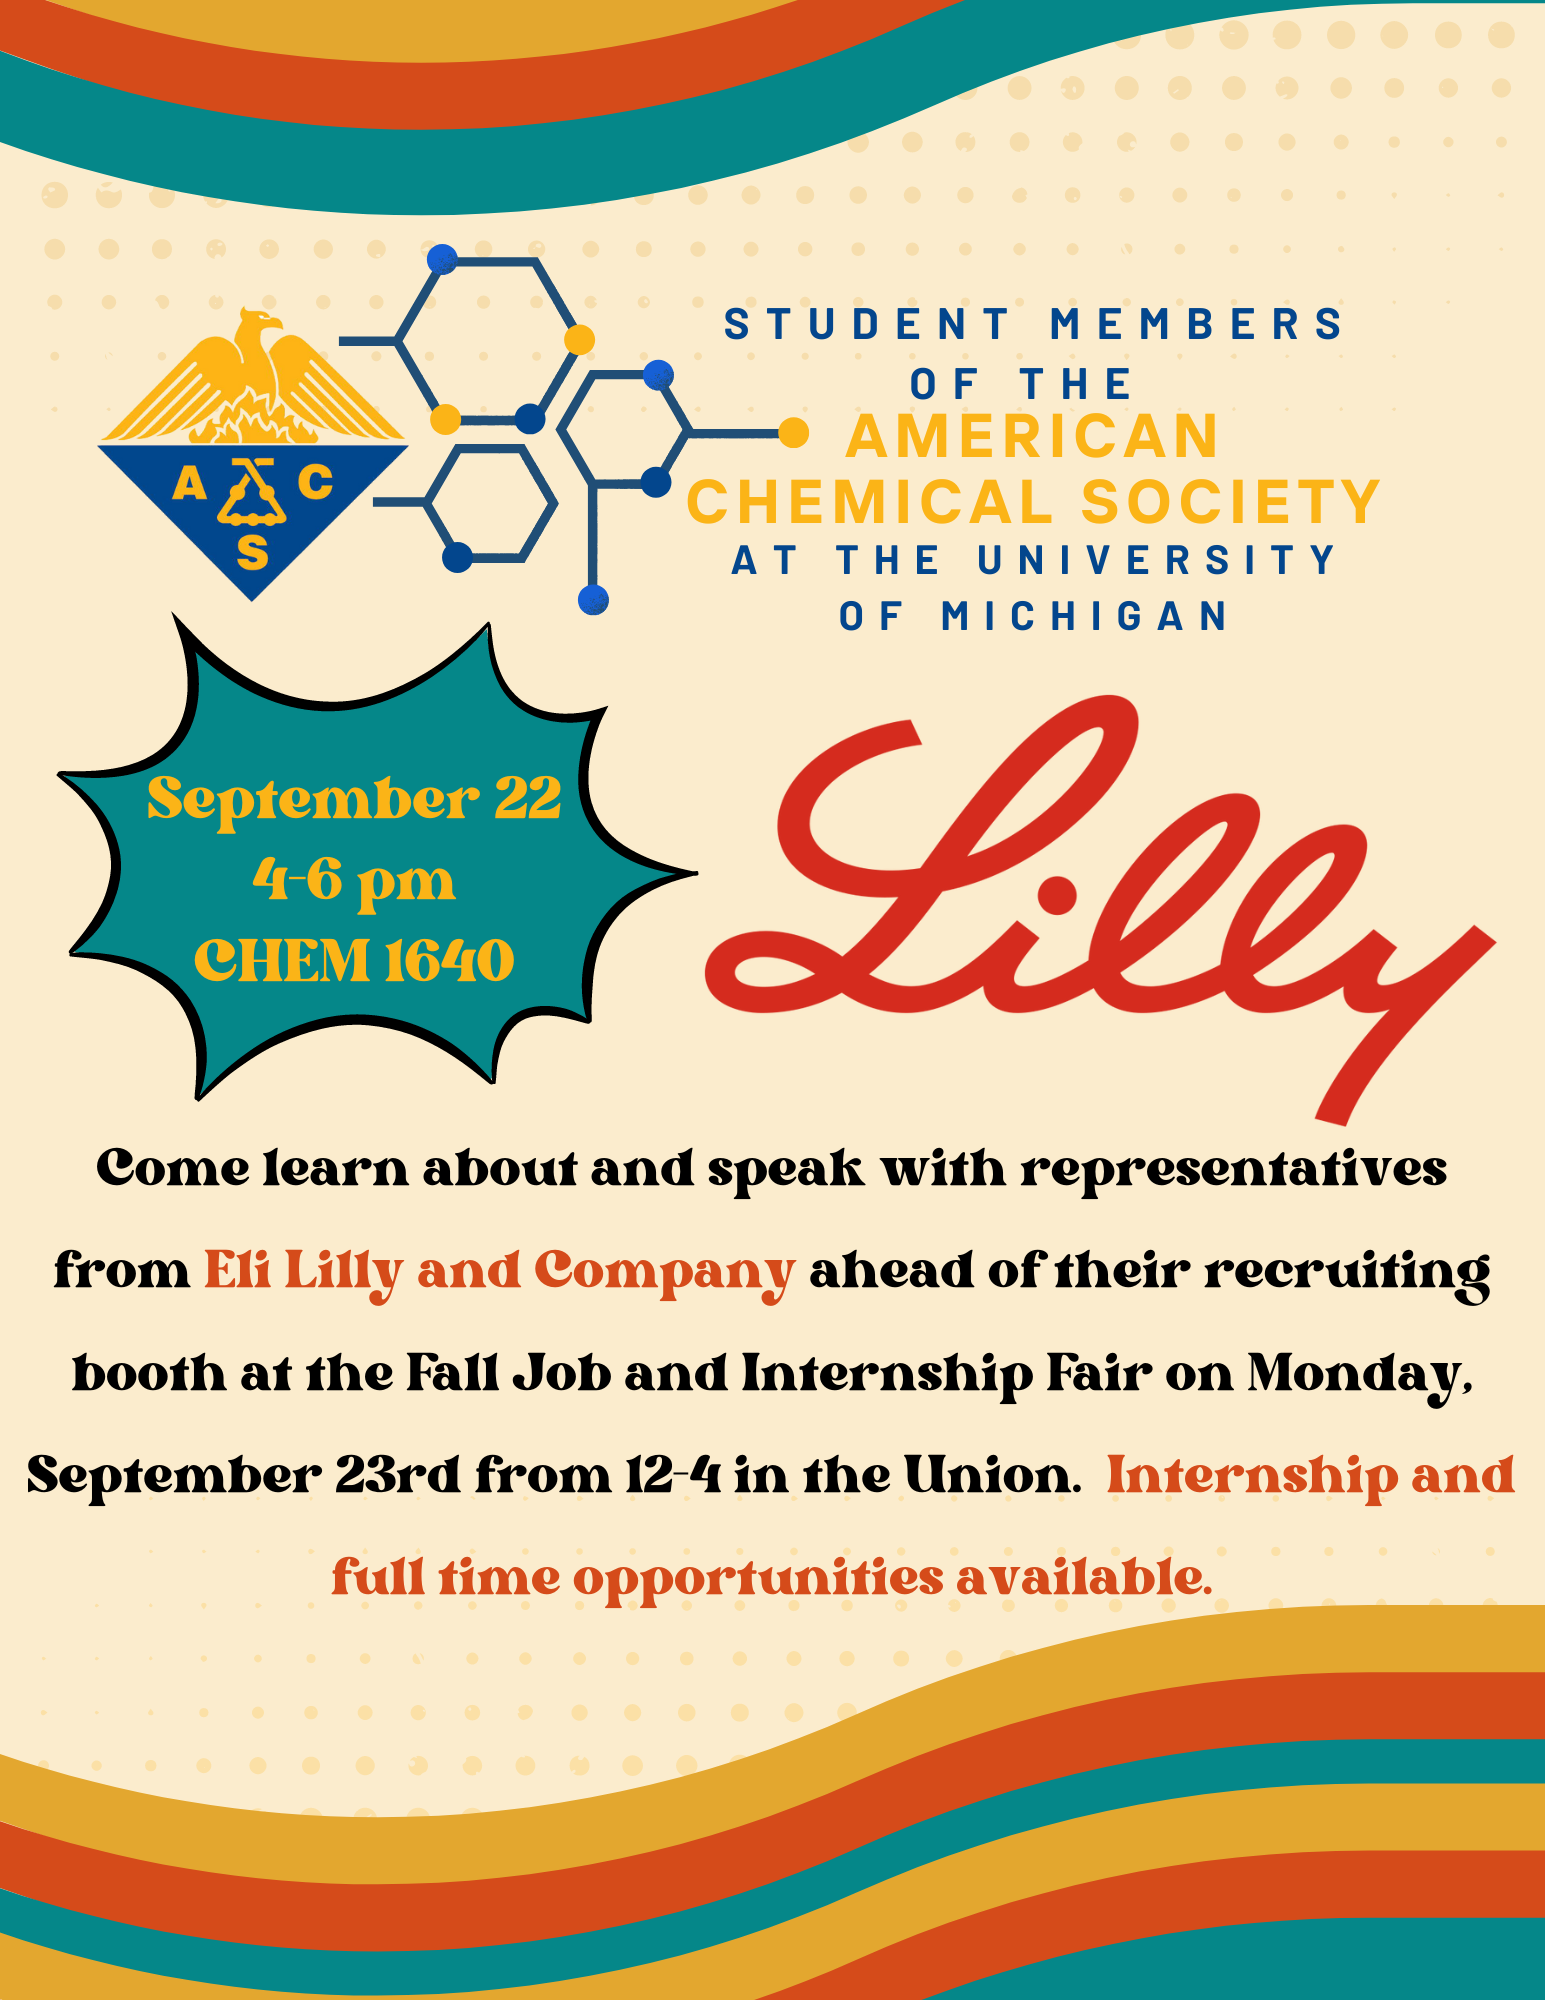 STUDENT MEMBERS
OF THE
AMERICAN
CHEMICAL SOCIETY
AT THE UNIVERSITY
OF MICHIGAN
A C
S
September 22
4-6 pm
CHEM 1640
Lilly
Come learn about and speak with representatives
from Eli Lilly and Company ahead of their recruiting
booth at the Fall Job and Internship Fair on Monday,
September 23rd from 12-4 in the Union. Internship and
full time opportunities available.